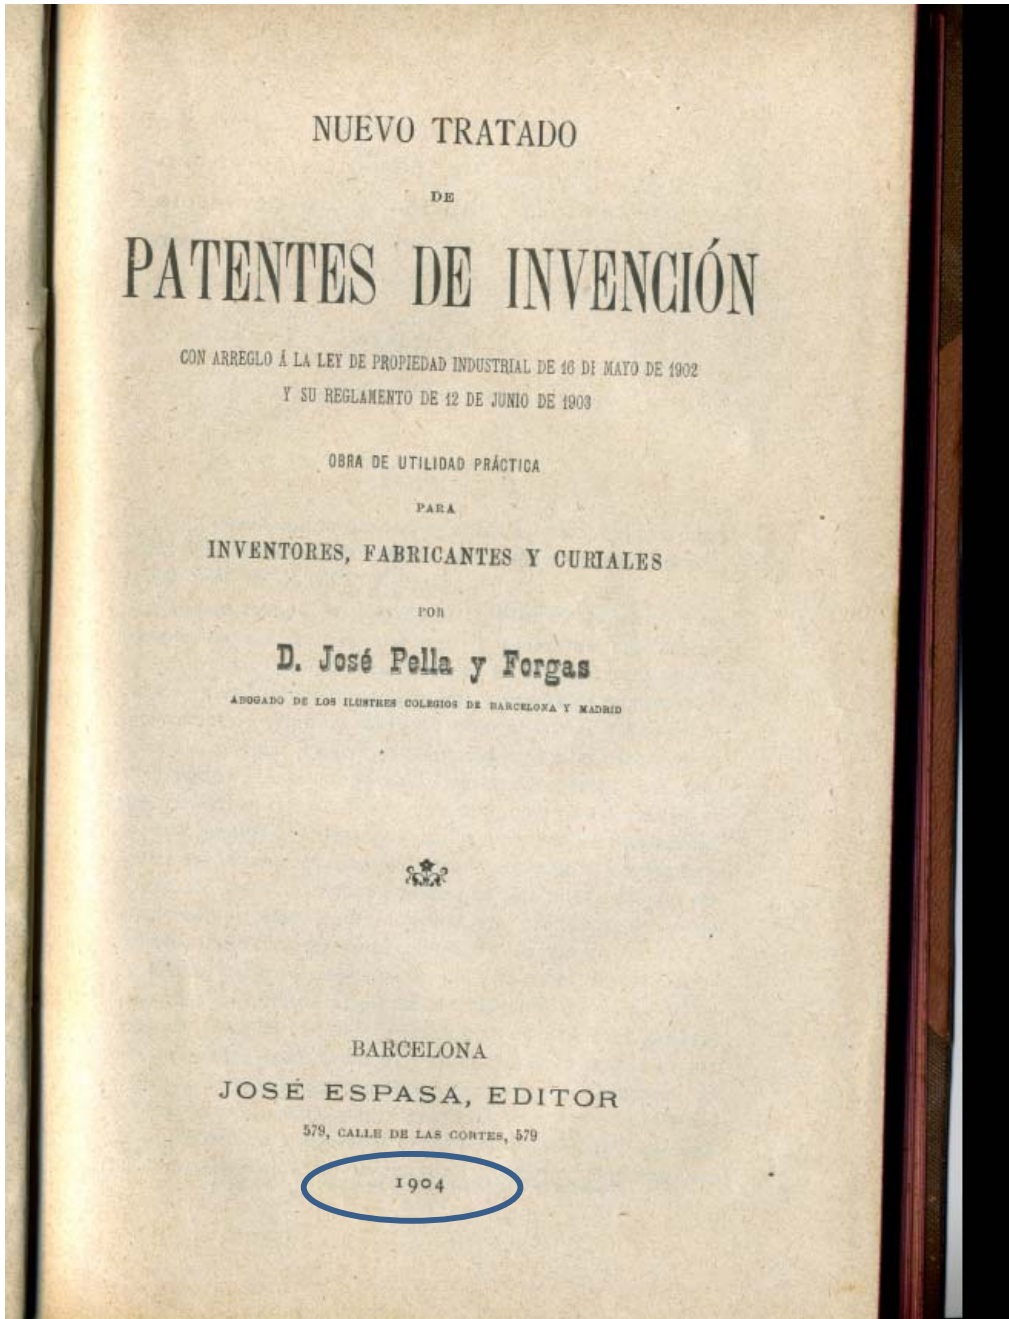 NUEVO TRATADO
DE
PATENTES DE INVENCIÓN
CON ARREGLO Á LA LEY DE PROPIEDAD INDUSTRIAL DE 16 DE MAYO DE 1902
Y SU REGLAMENTO DE 12 DE JUNIO DE 1903
OBRA DE UTILIDAD PRÁCTICA
PARA
INVENTORES, FABRICANTES Y CURIALES
POR
D. José Pella y Forgas
ABOGADO DE LOS ILUSTRES COLEGIOS DE BARCELONA Y MADRID
BARCELONA
JOSÉ ESPASA, EDITOR
579, CALLE DE LAS CORTES, 579
1904